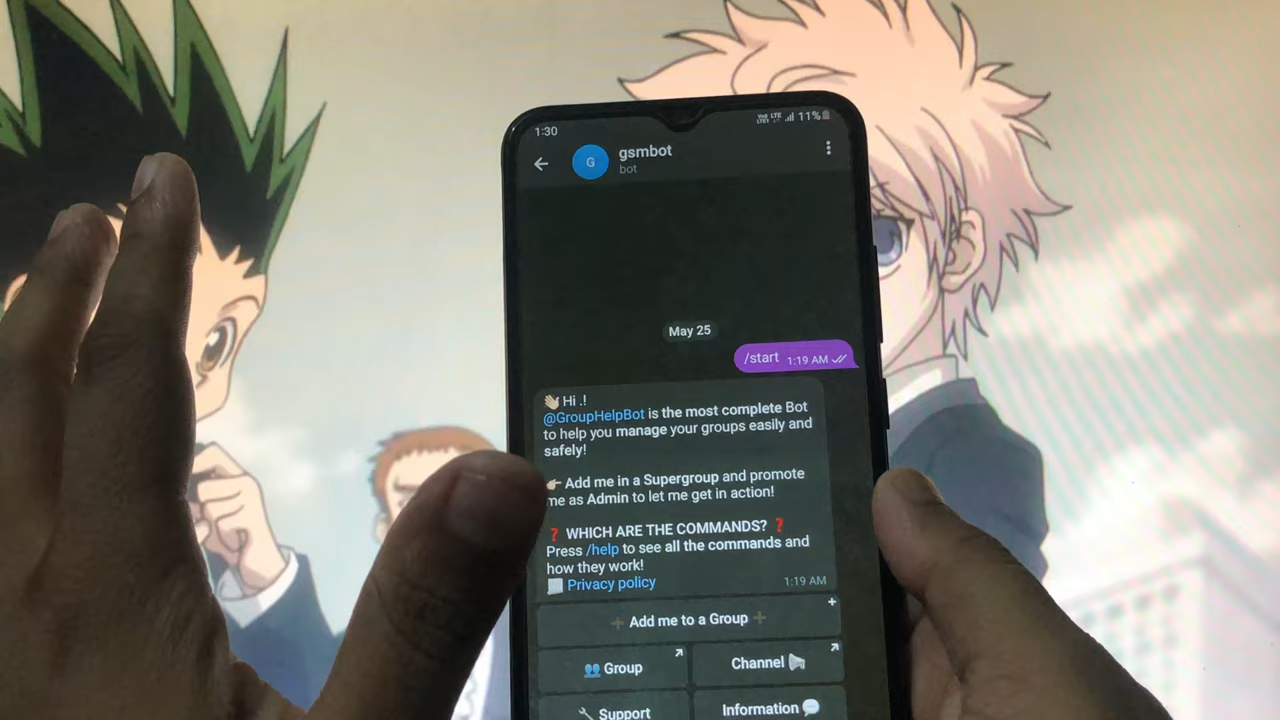 1:30
11%
G
gsmbot
bot
May 25
/start 1:19 AM
👋 Hi .!
@GroupHelpBot is the most complete Bot
to help you manage your groups easily and
safely!
👉 Add me in a Supergroup and promote
me as Admin to let me get in action!
❓ WHICH ARE THE COMMANDS? ❓
Press /help to see all the commands and
how they work!
Privacy policy 1:19 AM
➕ Add me to a Group ➕
👥 Group
Channel
Support
Information 💬